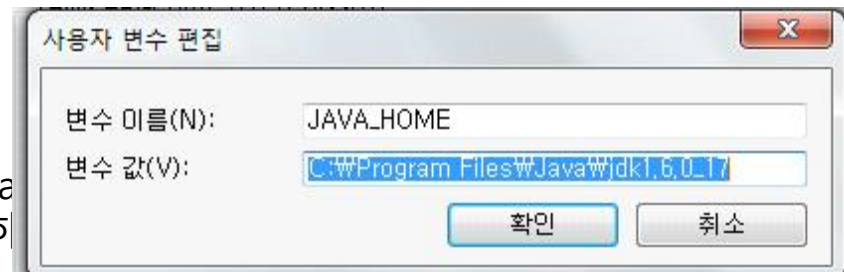 사용자 변수 편집
변수 이름(N): JAVA_HOME
변수 값(V): C:₩Program Files₩Java₩jdk1.6.0_17
확인 취소